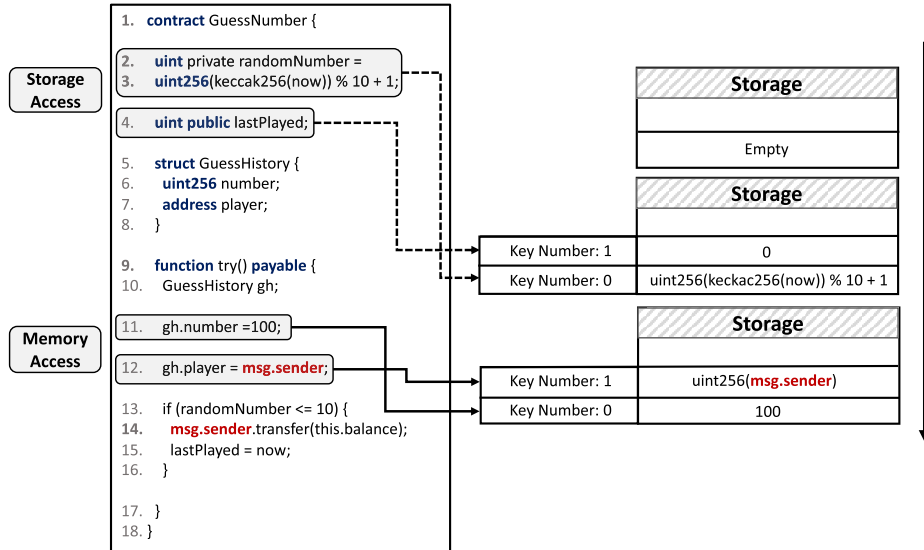 1. contract GuessNumber {
2. uint private randomNumber =
3. uint256(keccak256(now)) % 10 + 1;
4. uint public lastPlayed;
5. struct GuessHistory {
6. uint256 number;
7. address player;
8. }
9. function try() payable {
10. GuessHistory gh;
11. gh.number =100;
12. gh.player = msg.sender;
13. if (randomNumber <= 10) {
14. msg.sender.transfer(this.balance);
15. lastPlayed = now;
16. }
17. }
18. }
Storage
Access
Memory
Access
Storage
Empty
Storage
Key Number: 1 0
Key Number: 0 uint256(keckac256(now)) % 10 + 1
Storage
Key Number: 1 uint256(msg.sender)
Key Number: 0 100